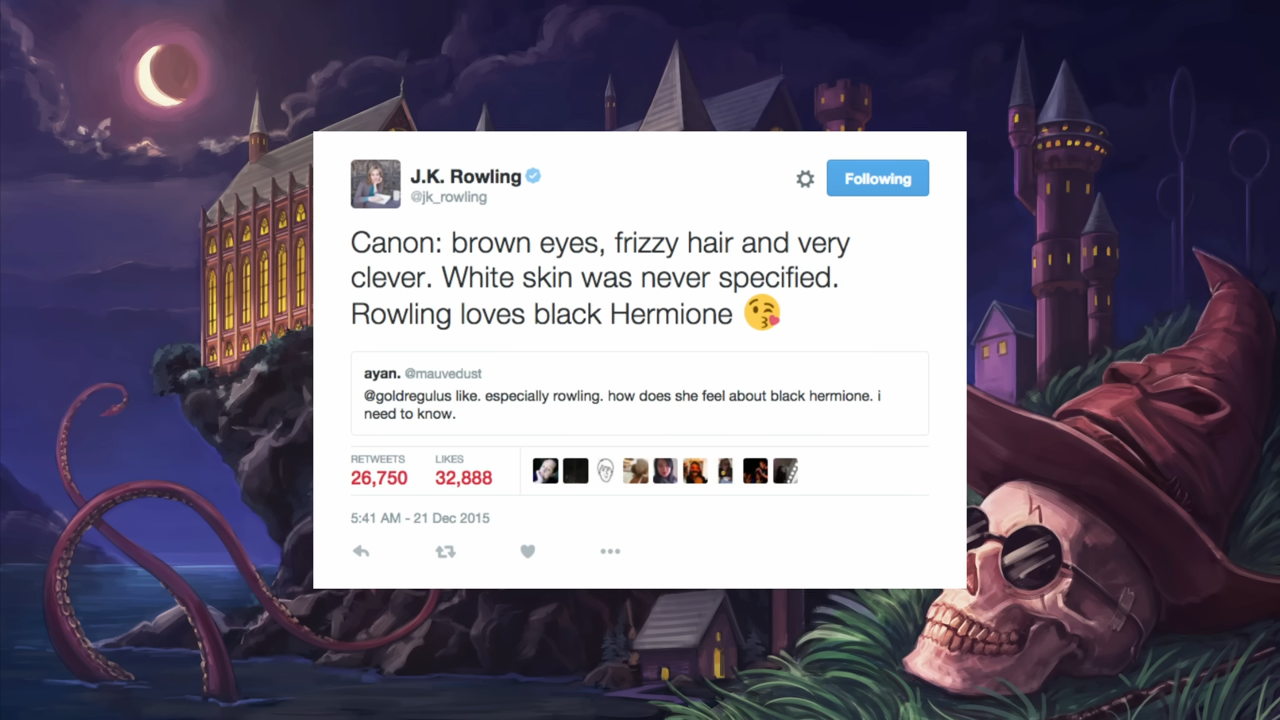 J.K. Rowling
@jk_rowling
Following
Canon: brown eyes, frizzy hair and very
clever. White skin was never specified.
Rowling loves black Hermione 😘
ayan. @mauvedust
@goldregulus like. especially rowling. how does she feel about black hermione. i
need to know.
RETWEETS LIKES
26,750 32,888
5:41 AM - 21 Dec 2015